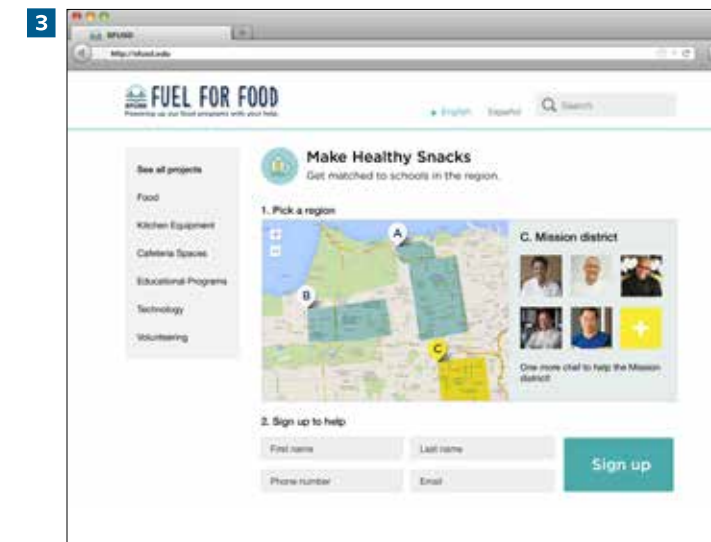 3
SFUSD
http://sfusd.edu
FUEL FOR FOOD
Powering up our food programs with your help.
English Español
Search
See all projects
Food
Kitchen Equipment
Cafeteria Spaces
Educational Programs
Technology
Volunteering
Make Healthy Snacks
Get matched to schools in the region.
1. Pick a region
A
B
C
C. Mission district
One more chef to help the Mission
district!
2. Sign up to help
First name
Last name
Phone number
Email
Sign up